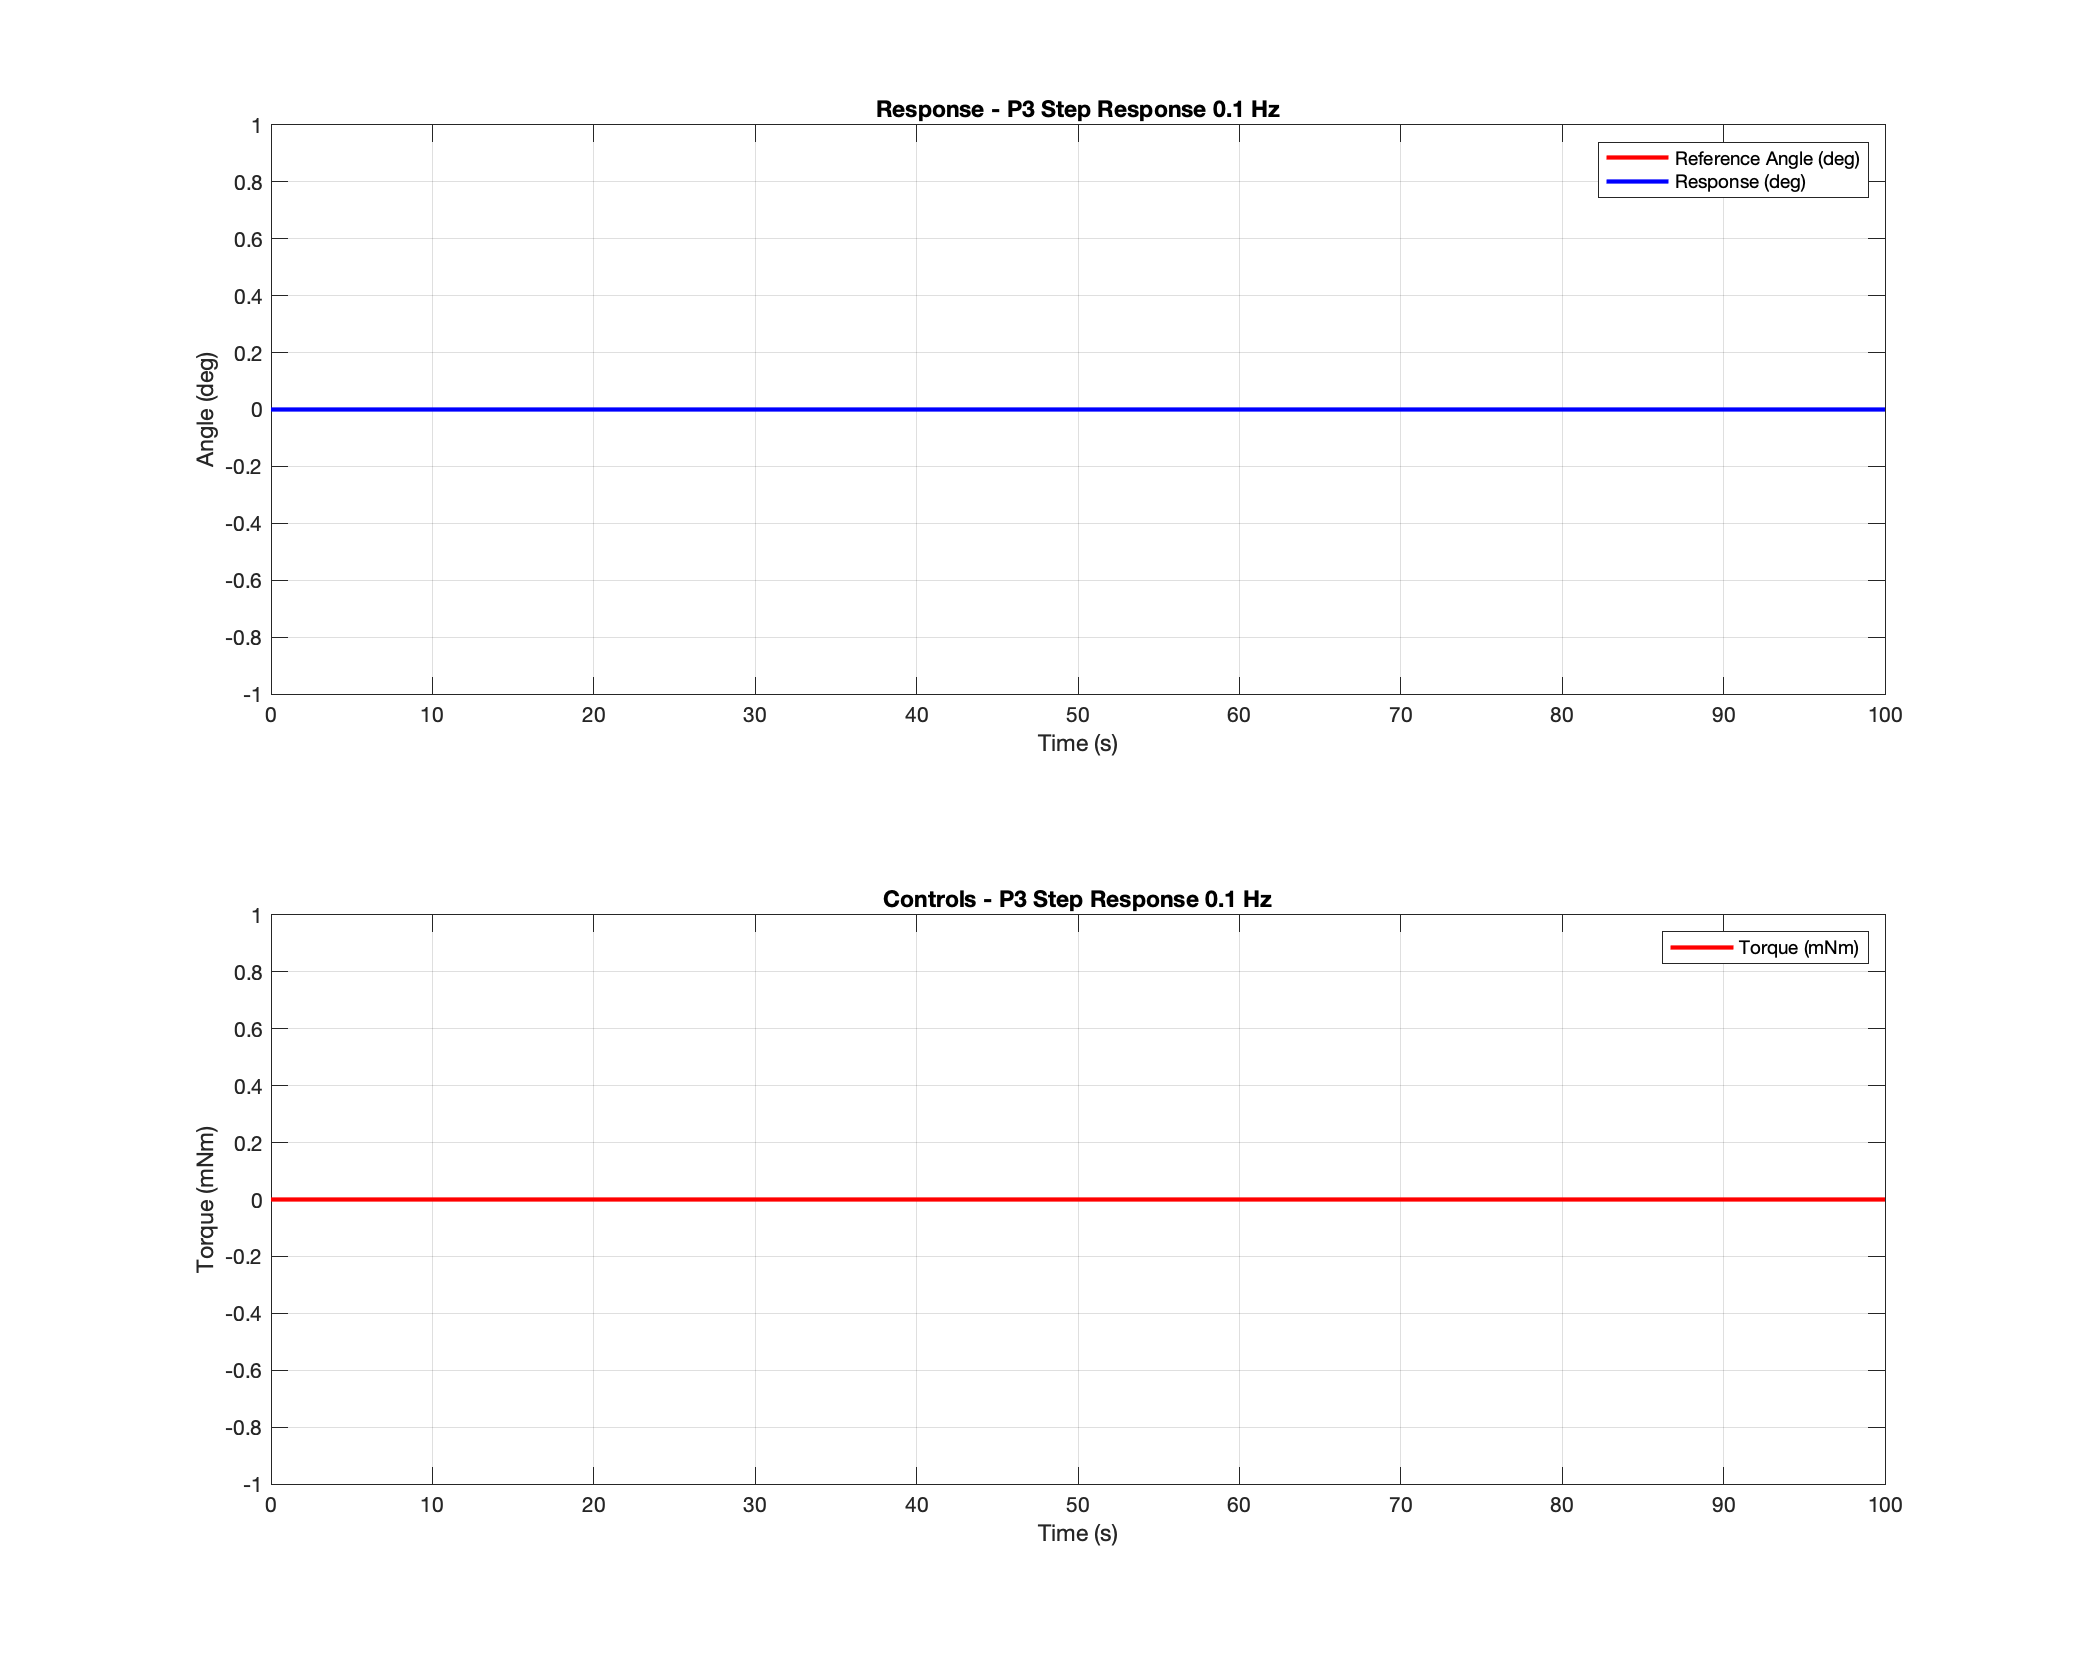 Response - P3 Step Response 0.1 Hz
Reference Angle (deg)
Response (deg)
Angle (deg)
1
0.8
0.6
0.4
0.2
0
-0.2
-0.4
-0.6
-0.8
-1
0 10 20 30 40 50 60 70 80 90 100
Time (s)
Controls - P3 Step Response 0.1 Hz
Torque (mNm)
Torque (mNm)
1
0.8
0.6
0.4
0.2
0
-0.2
-0.4
-0.6
-0.8
-1
0 10 20 30 40 50 60 70 80 90 100
Time (s)